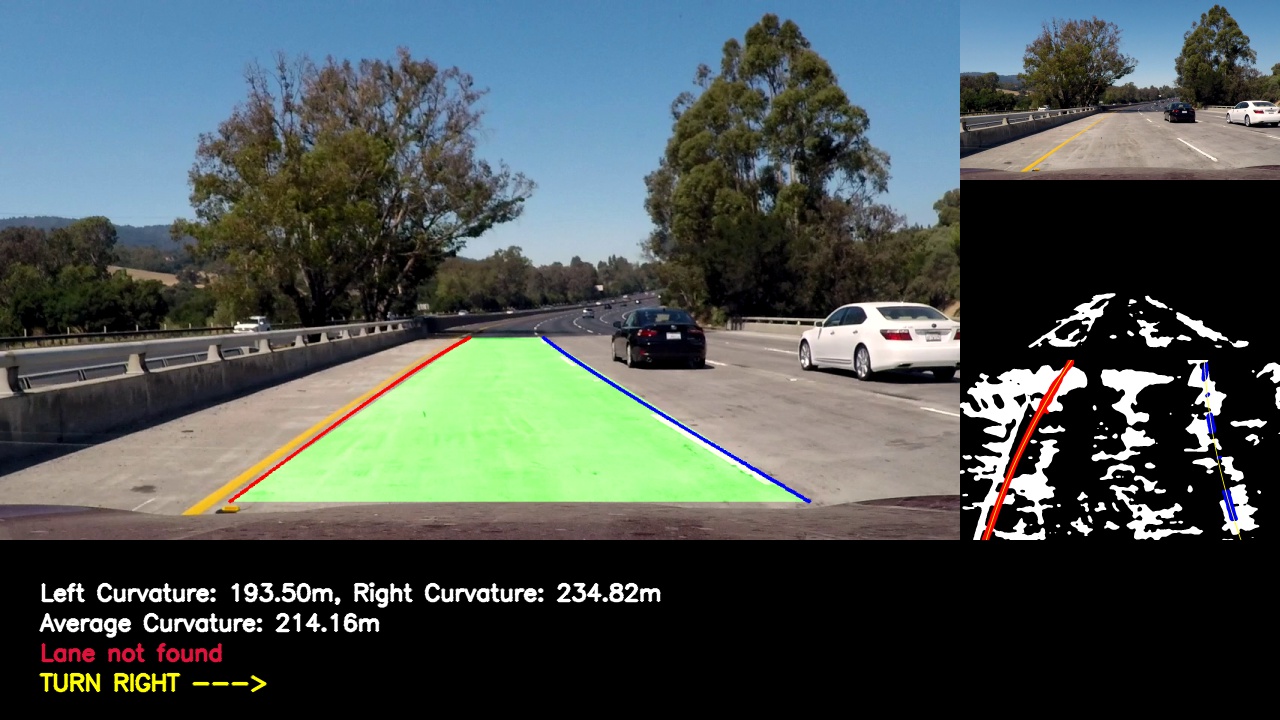 Left Curvature: 193.50m, Right Curvature: 234.82m
Average Curvature: 214.16m
Lane not found
TURN RIGHT --->